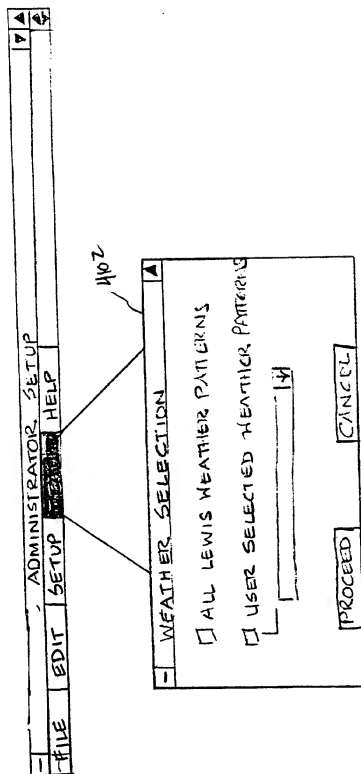 ADMINISTRATOR SETUP
FILE EDIT SETUP HELP
4102
WEATHER SELECTION
ALL LEWIS WEATHER PATTERNS
USER SELECTED WEATHER PATTERNS
PROCEED CANCEL